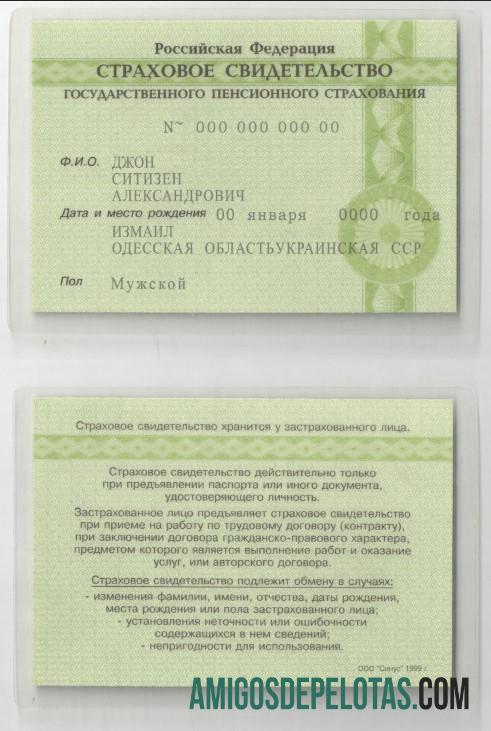 Российская Федерация
СТРАХОВОЕ СВИДЕТЕЛЬСТВО
ГОСУДАРСТВЕННОГО ПЕНСИОННОГО СТРАХОВАНИЯ
N~ 000 000 000 00
Ф.И.О. ДЖОН
СИТИЗЕН
АЛЕКСАНДРОВИЧ
Дата и место рождения 00 января 0000 года
ИЗМАИЛ
ОДЕССКАЯ ОБЛАСТЬУКРАИНСКАЯ ССР
Пол Мужской
Страховое свидетельство хранится у застрахованного лица.
Страховое свидетельство действительно только
при предъявлении паспорта или иного документа,
удостоверяющего личность.
Застрахованное лицо предъявляет страховое свидетельство
при приеме на работу по трудовому договору (контракту),
при заключении договора гражданско-правового характера,
предметом которого является выполнение работ и оказание
услуг, или авторского договора.
Страховое свидетельство подлежит обмену в случаях:
- изменения фамилии, имени, отчества, даты рождения,
места рождения или пола застрахованного лица;
- установления неточности или ошибочности
содержащихся в нем сведений;
- непригодности для использования.
ООО "Синус" 1999 г.
AMIGOSDEPELOTAS.COM